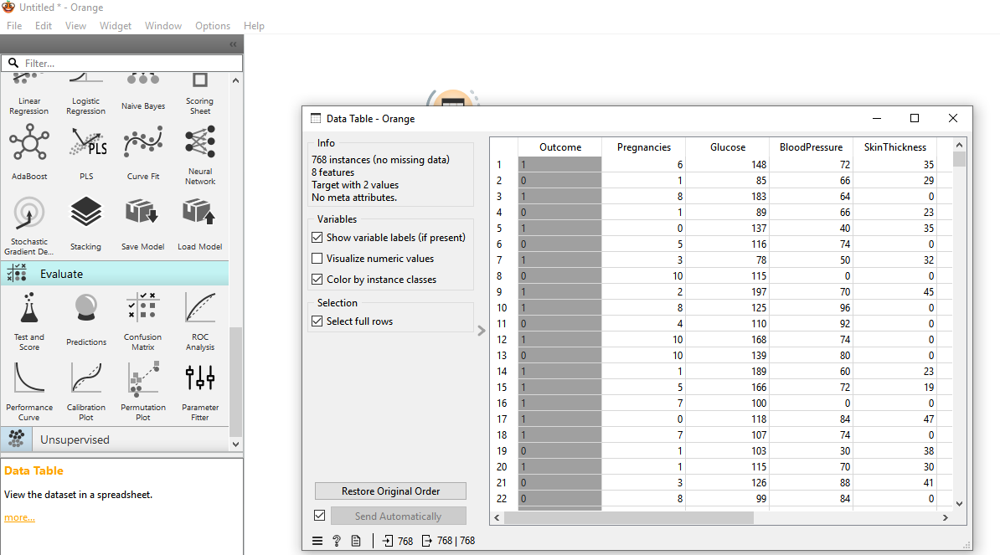 Untitled * - Orange
File Edit View Widget Window Options Help
Filter...
Linear Regression
Logistic Regression
Naive Bayes
Scoring Sheet
AdaBoost
PLS
PLS
Curve Fit
Neural Network
Stochastic Gradient De...
Stacking
Save Model
Load Model
Evaluate
Test and Score
Predictions
Confusion Matrix
ROC Analysis
Performance Curve
Calibration Plot
Permutation Plot
Parameter Fitter
Unsupervised
Data Table
View the dataset in a spreadsheet.
more...
Data Table - Orange
Info
768 instances (no missing data)
8 features
Target with 2 values
No meta attributes.
Variables
Show variable labels (if present)
Visualize numeric values
Color by instance classes
Selection
Select full rows
Restore Original Order
Send Automatically
? 768 768 | 768
Outcome Pregnancies Glucose BloodPressure SkinThickness
1 1 6 148 72 35
2 0 1 85 66 29
3 1 8 183 64 0
4 0 1 89 66 23
5 1 0 137 40 35
6 0 5 116 74 0
7 1 3 78 50 32
8 0 10 115 0 0
9 1 2 197 70 45
10 1 8 125 96 0
11 0 4 110 92 0
12 1 10 168 74 0
13 0 10 139 80 0
14 1 1 189 60 23
15 1 5 166 72 19
16 1 7 100 0 0
17 1 0 118 84 47
18 1 7 107 74 0
19 0 1 103 30 38
20 1 1 115 70 30
21 0 3 126 88 41
22 0 8 99 84 0